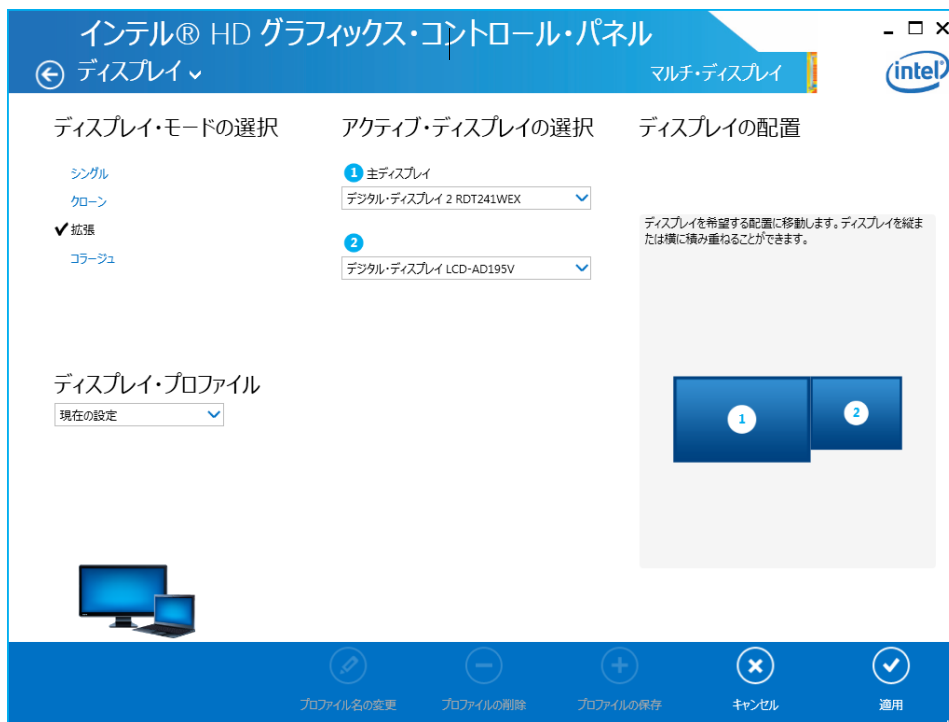 インテル® HD グラフィックス・コントロール・パネル
ディスプレイ
マルチ・ディスプレイ
intel
ディスプレイ・モードの選択
シングル
クローン
拡張
コラージュ
ディスプレイ・プロファイル
現在の設定
アクティブ・ディスプレイの選択
1 主ディスプレイ
デジタル・ディスプレイ 2 RDT241WEX
2
デジタル・ディスプレイ LCD-AD195V
ディスプレイの配置
ディスプレイを希望する配置に移動します。ディスプレイを縦ま
たは横に積み重ねることができます。
1
2
プロファイル名の変更
プロファイルの削除
プロファイルの保存
キャンセル
適用